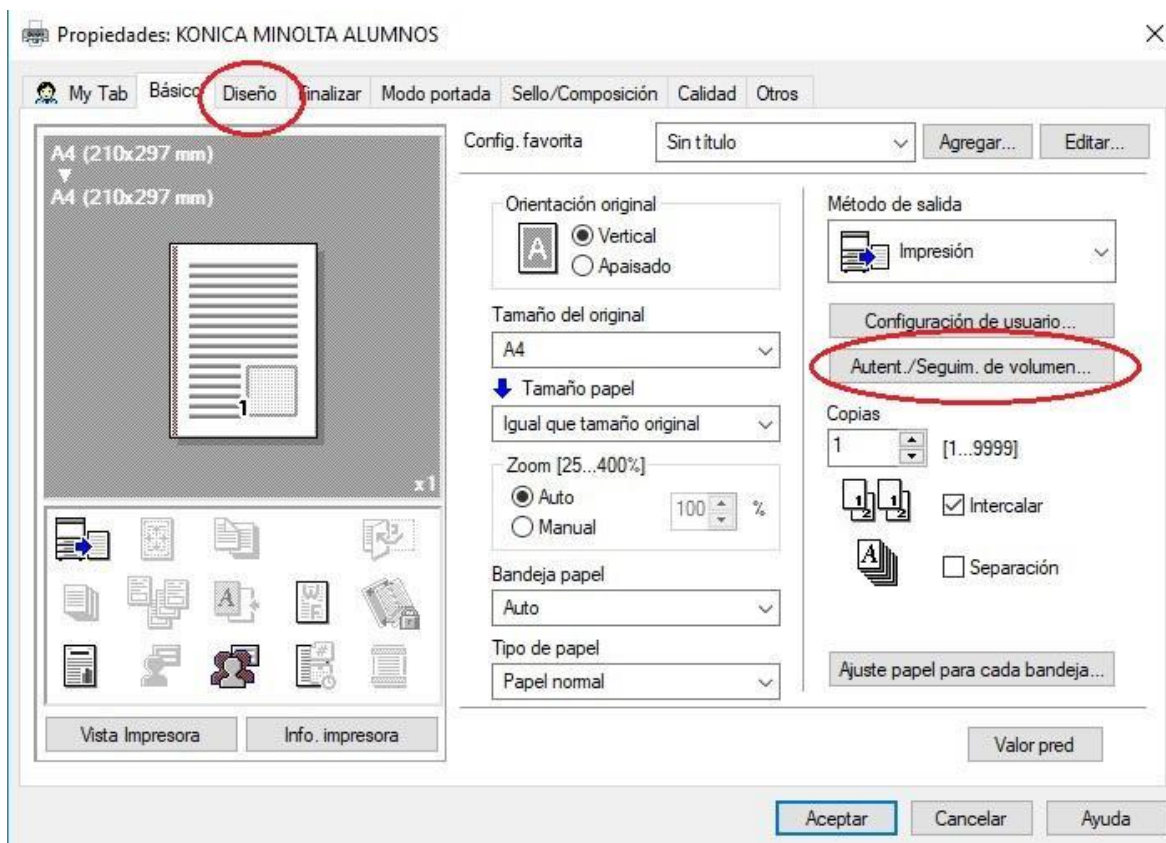 Propiedades: KONICA MINOLTA ALUMNOS
My Tab Básico Diseño Finalizar Modo portada Sello/Composición Calidad Otros
A4 (210x297 mm)
A4 (210x297 mm)
1
x1
Vista Impresora Info. impresora
Config. favorita Sin título Agregar... Editar...
Orientación original
A
Vertical
Apaisado
Tamaño del original
A4
Tamaño papel
Igual que tamaño original
Zoom [25...400%]
Auto
Manual
100 %
Bandeja papel
Auto
Tipo de papel
Papel normal
Método de salida
Impresión
Configuración de usuario...
Autent./Seguim. de volumen...
Copias
1 [1...9999]
Intercalar
Separación
Ajuste papel para cada bandeja...
Valor pred
Aceptar Cancelar Ayuda